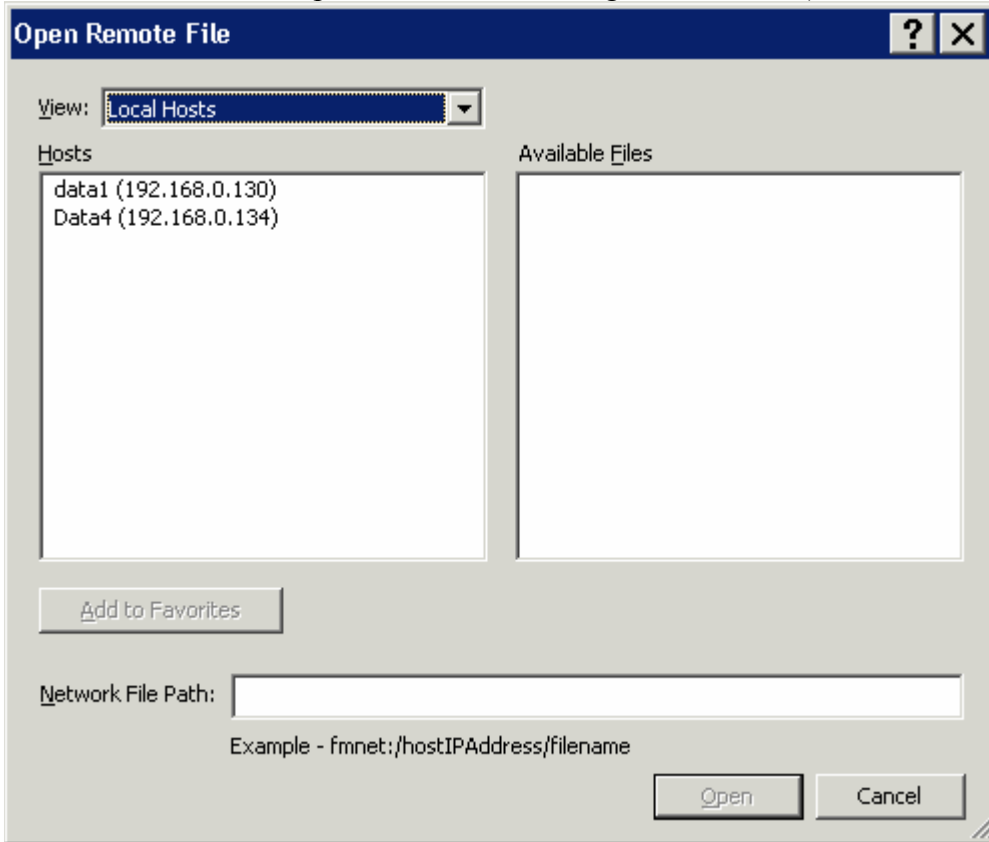 Open Remote File
View: Local Hosts
Hosts
Available Files
data1 (192.168.0.130)
Data4 (192.168.0.134)
Add to Favorites
Network File Path:
Example - fmnet:/hostIPAddress/filename
Open Cancel